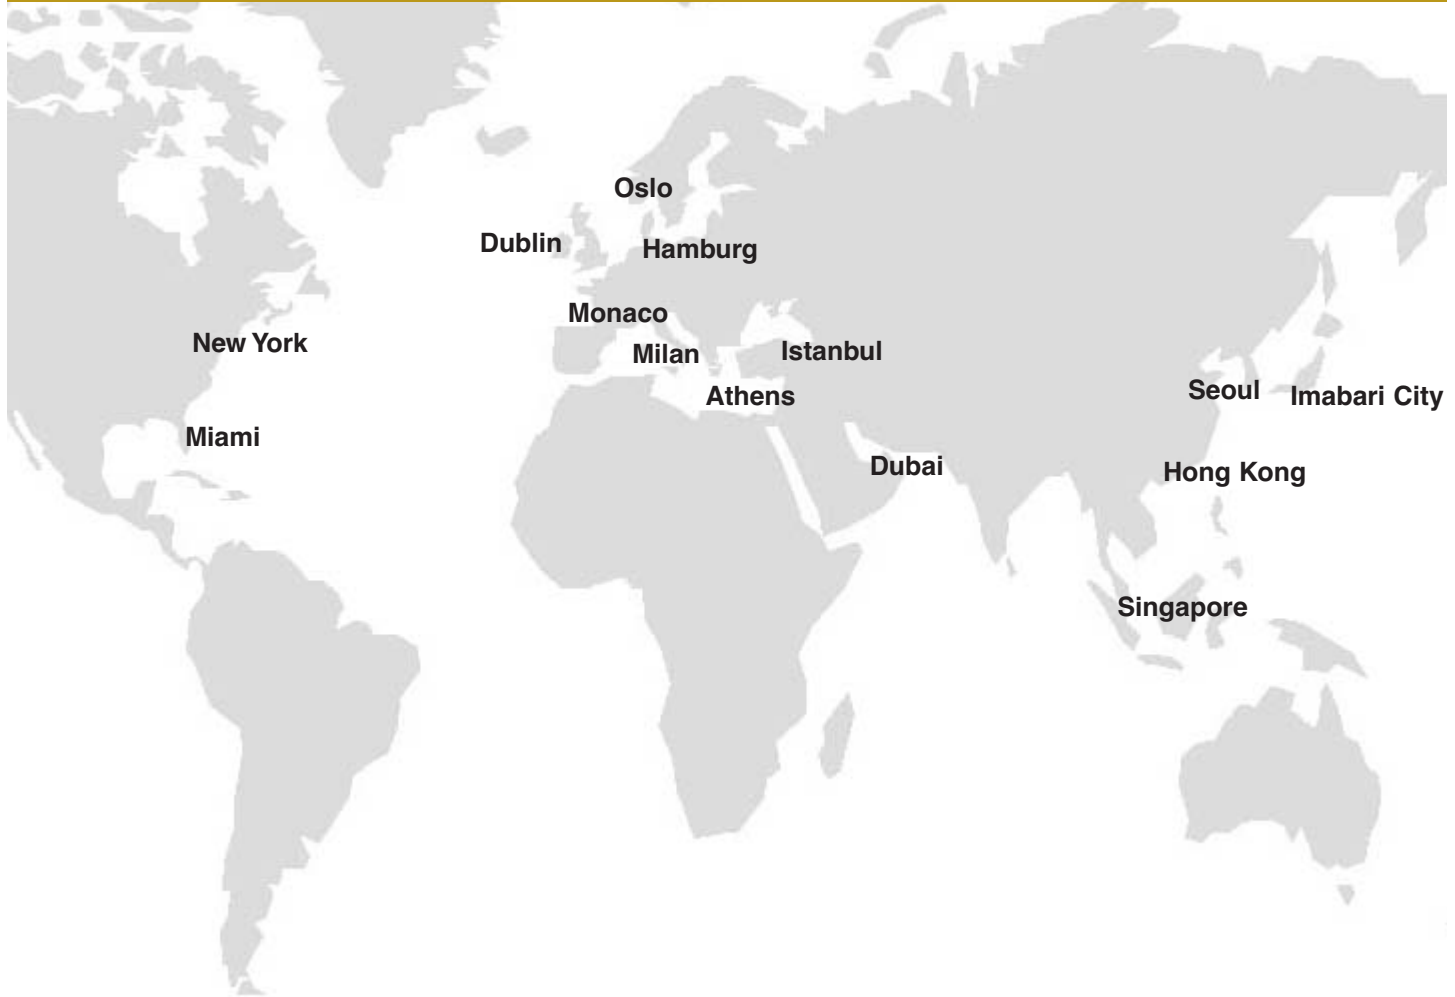 Oslo
Dublin
Hamburg
Monaco
New York
Milan
Istanbul
Athens
Seoul
Imabari City
Miami
Dubai
Hong Kong
Singapore